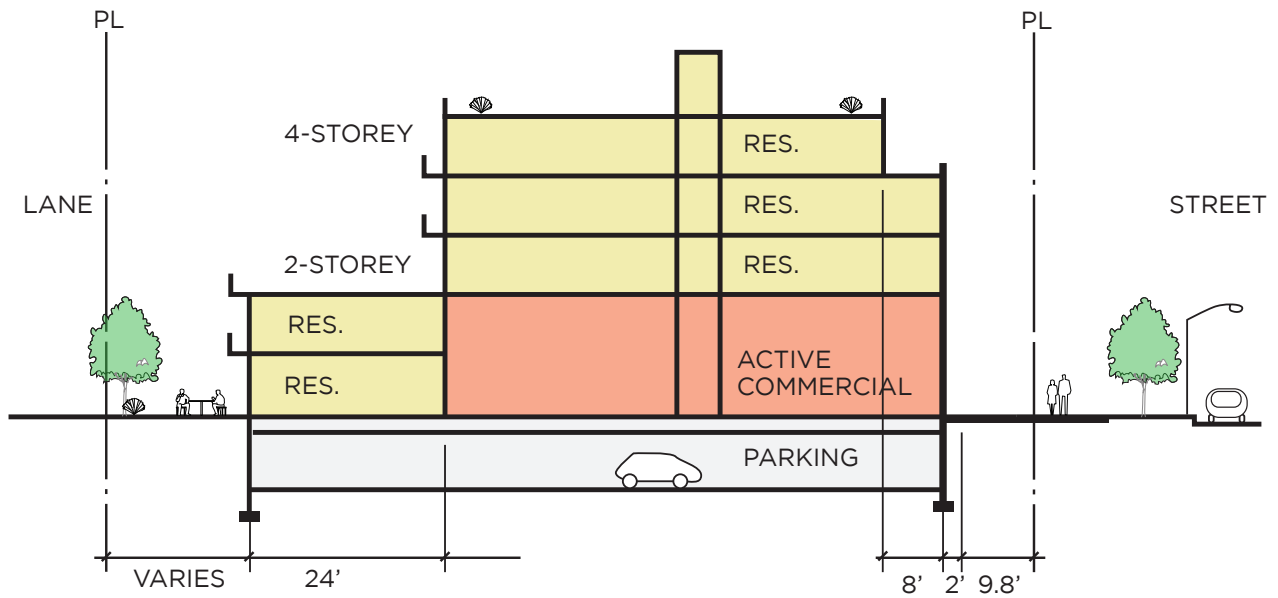 PL
PL
4-STOREY
RES.
LANE
RES.
STREET
2-STOREY
RES.
RES.
ACTIVE
COMMERCIAL
RES.
PARKING
VARIES
24’
8’
2’
9.8’